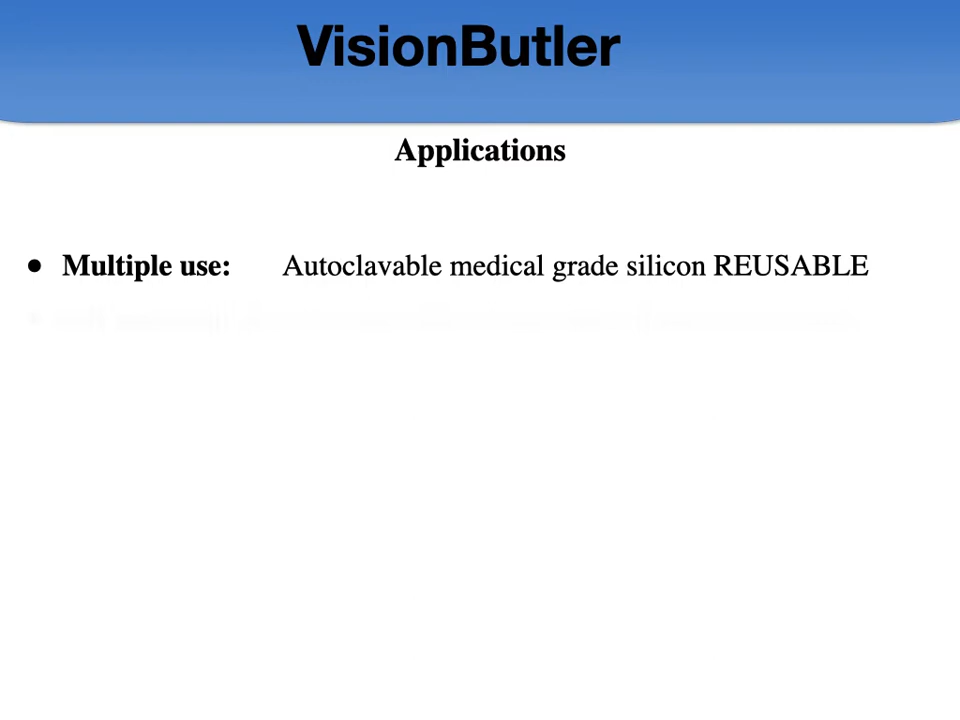 VisionButler
Applications
● Multiple use: Autoclavable medical grade silicon REUSABLE